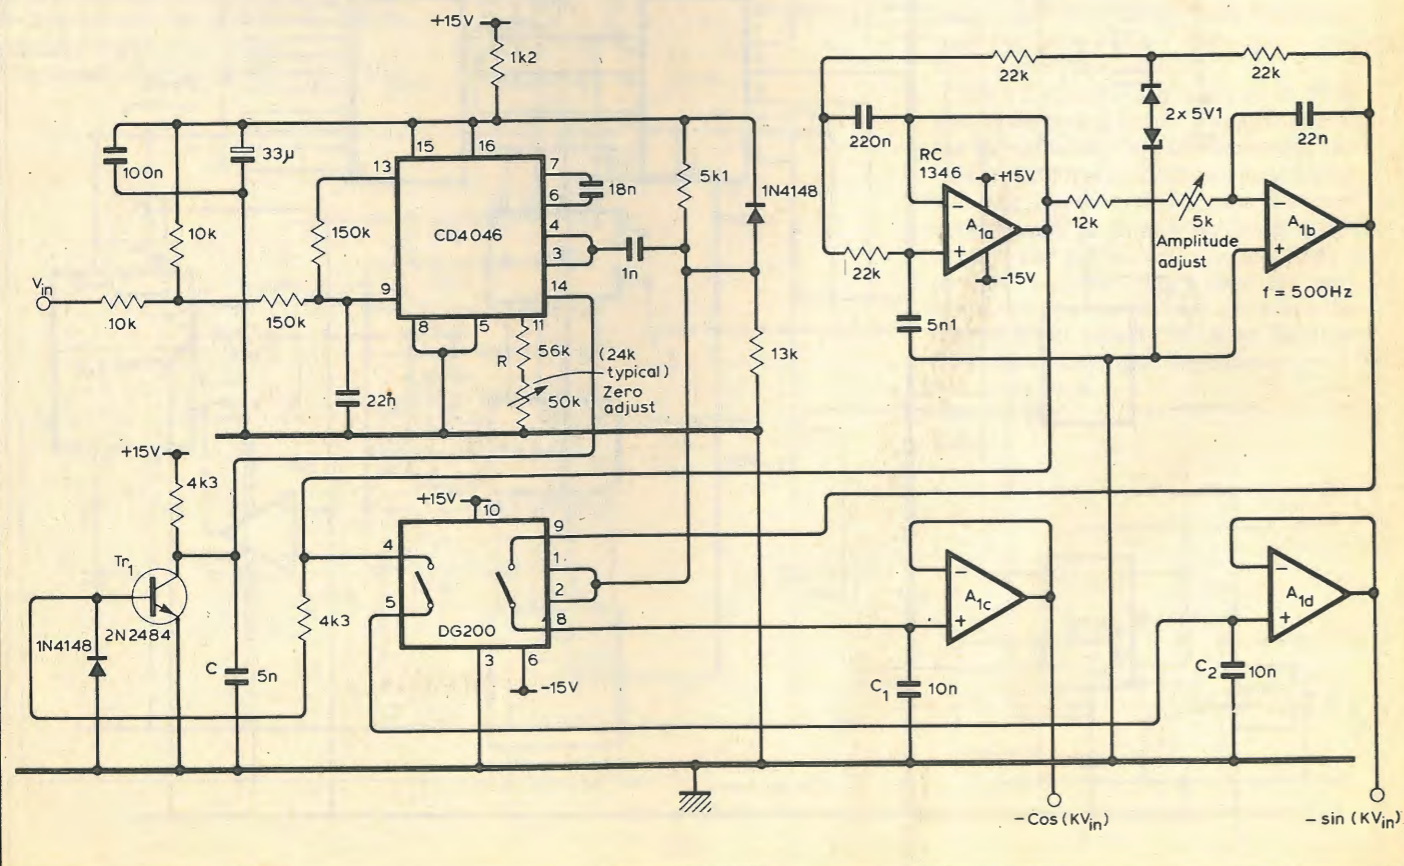 +15V
1k2
100n
33µ
10k
10k
V_in
150k
150k
22n
13
15
16
7
6
4
3
14
9
8
5
11
CD4046
18n
1n
5k1
1N4148
13k
R
56k
50k
(24k
typical)
Zero
adjust
22k
22k
220n
2x 5V1
22n
RC
1346
+15V
A1a
-15V
12k
5k
Amplitude
adjust
A1b
f = 500Hz
22k
5n1
+15V
4k3
Tr1
2N2484
1N4148
C
5n
4k3
+15V
10
9
4
1
2
5
8
DG200
3
6
-15V
A1c
C1
10n
A1d
C2
10n
-Cos (KVin)
- sin (KVin)